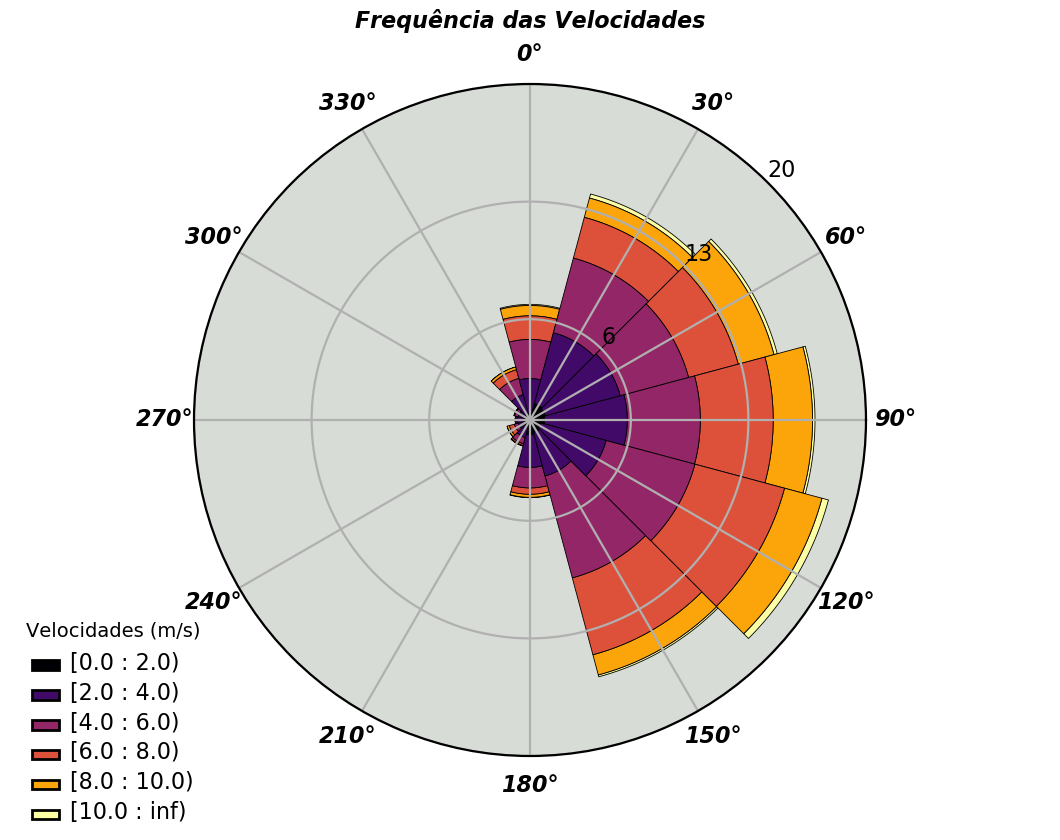 Frequência das Velocidades
0°
330°
30°
20
300°
60°
13
6
270°
90°
240°
120°
210°
150°
180°
Velocidades (m/s)
[0.0 : 2.0)
[2.0 : 4.0)
[4.0 : 6.0)
[6.0 : 8.0)
[8.0 : 10.0)
[10.0 : inf)